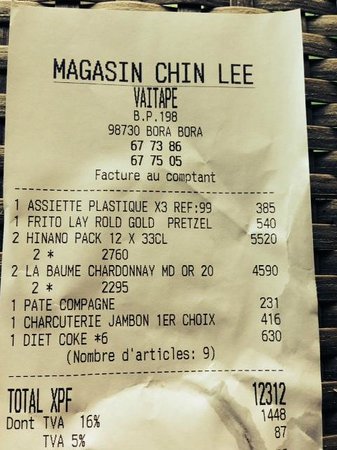 MAGASIN CHIN LEE
VAITAPE
B.P.198
98730 BORA BORA
67 73 86
67 75 05
Facture au comptant
1 ASSIETTE PLASTIQUE X3 REF:99 385
1 FRITO LAY ROLD GOLD PRETZEL 540
2 HINANO PACK 12 X 33CL 5520
2 * 2760
2 LA BAUME CHARDONNAY MD OR 20 4590
2 * 2295
1 PATE COMPAGNE 231
1 CHARCUTERIE JAMBON 1ER CHOIX 416
1 DIET COKE *6 630
(Nombre d'articles: 9)
TOTAL XPF 12312
Dont TVA 16% 1448
TVA 5% 87